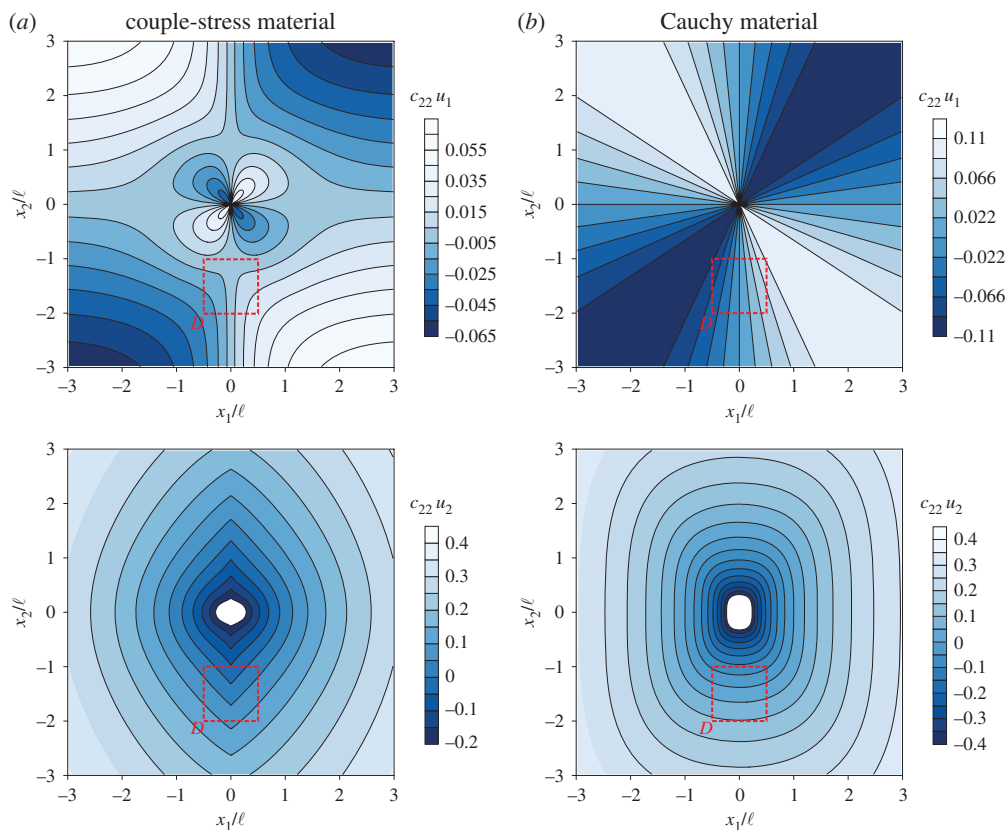 (a) couple-stress material
(b) Cauchy material
3
2
1
0
−1
−2
−3
x₂/ℓ
−3 −2 −1 0 1 2 3
x₁/ℓ
D
c₂₂ u₁
0.055
0.035
0.015
−0.005
−0.025
−0.045
−0.065
3
2
1
0
−1
−2
−3
x₂/ℓ
−3 −2 −1 0 1 2 3
x₁/ℓ
D
c₂₂ u₁
0.11
0.066
0.022
−0.022
−0.066
−0.11
3
2
1
0
−1
−2
−3
x₂/ℓ
−3 −2 −1 0 1 2 3
x₁/ℓ
D
c₂₂ u₂
0.4
0.3
0.2
0.1
0
−0.1
−0.2
3
2
1
0
−1
−2
−3
x₂/ℓ
−3 −2 −1 0 1 2 3
x₁/ℓ
D
c₂₂ u₂
0.4
0.3
0.2
0.1
0
−0.1
−0.2
−0.3
−0.4